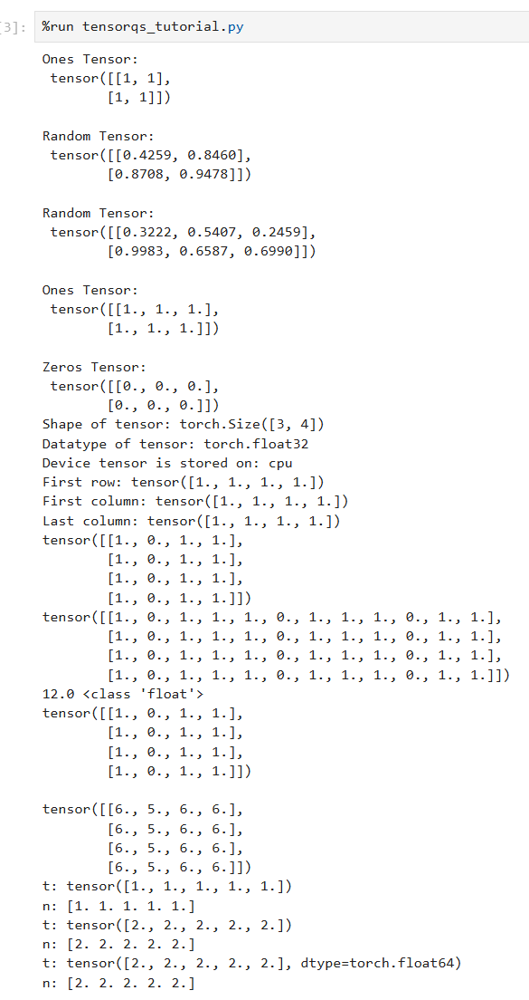 [3]: %run tensorqs_tutorial.py
Ones Tensor:
 tensor([[1, 1],
        [1, 1]])

Random Tensor:
 tensor([[0.4259, 0.8460],
        [0.8708, 0.9478]])

Random Tensor:
 tensor([[0.3222, 0.5407, 0.2459],
        [0.9983, 0.6587, 0.6990]])

Ones Tensor:
 tensor([[1., 1., 1.],
        [1., 1., 1.]])

Zeros Tensor:
 tensor([[0., 0., 0.],
        [0., 0., 0.]])
Shape of tensor: torch.Size([3, 4])
Datatype of tensor: torch.float32
Device tensor is stored on: cpu
First row: tensor([1., 1., 1., 1.])
First column: tensor([1., 1., 1., 1.])
Last column: tensor([1., 1., 1., 1.])
tensor([[1., 0., 1., 1.],
        [1., 0., 1., 1.],
        [1., 0., 1., 1.],
        [1., 0., 1., 1.]])
tensor([[1., 0., 1., 1., 1., 0., 1., 1., 1., 0., 1., 1.],
        [1., 0., 1., 1., 1., 0., 1., 1., 1., 0., 1., 1.],
        [1., 0., 1., 1., 1., 0., 1., 1., 1., 0., 1., 1.],
        [1., 0., 1., 1., 1., 0., 1., 1., 1., 0., 1., 1.]])
12.0 <class 'float'>
tensor([[1., 0., 1., 1.],
        [1., 0., 1., 1.],
        [1., 0., 1., 1.],
        [1., 0., 1., 1.]])

tensor([[6., 5., 6., 6.],
        [6., 5., 6., 6.],
        [6., 5., 6., 6.],
        [6., 5., 6., 6.]])
t: tensor([1., 1., 1., 1., 1.])
n: [1. 1. 1. 1. 1.]
t: tensor([2., 2., 2., 2., 2.])
n: [2. 2. 2. 2. 2.]
t: tensor([2., 2., 2., 2., 2.], dtype=torch.float64)
n: [2. 2. 2. 2. 2.]